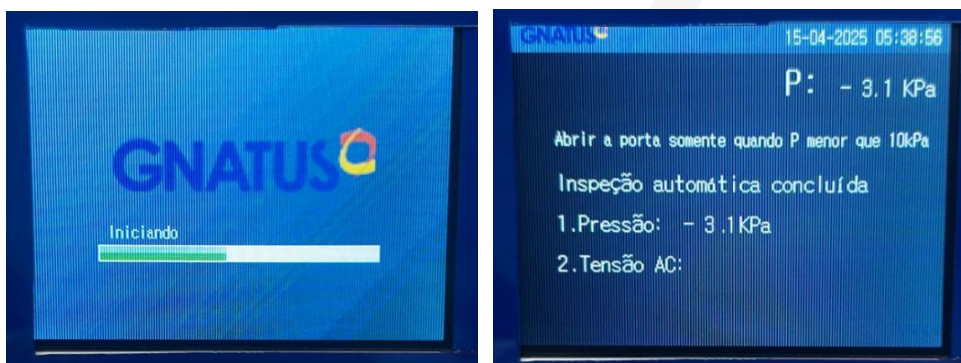 GNATUS
Iniciando
GNATUS
15-04-2025 05:38:56
P: - 3.1 KPa
Abrir a porta somente quando P menor que 10kPa
Inspeção automática concluída
1.Pressão: - 3.1KPa
2.Tensão AC: